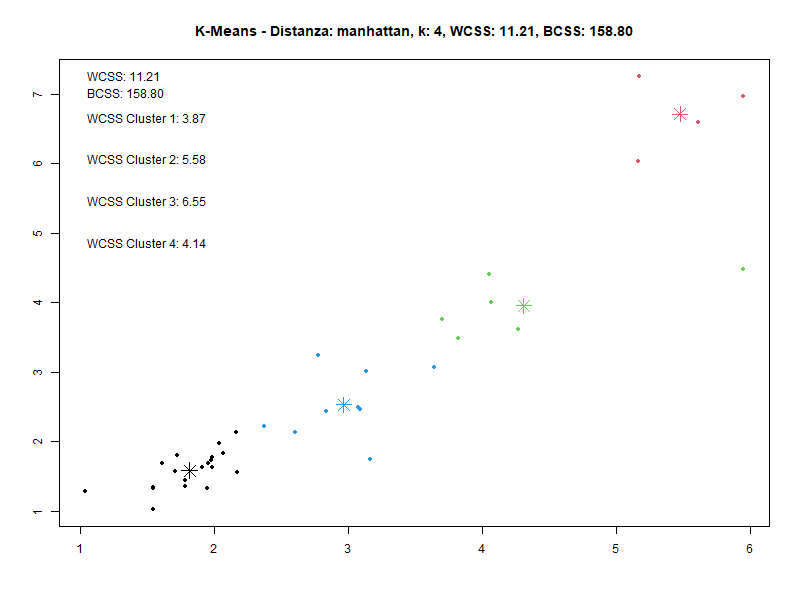 K-Means - Distanza: manhattan, k: 4, WCSS: 11.21, BCSS: 158.80
WCSS: 11.21
BCSS: 158.80
WCSS Cluster 1: 3.87
WCSS Cluster 2: 5.58
WCSS Cluster 3: 6.55
WCSS Cluster 4: 4.14
7
6
5
4
3
2
1
1 2 3 4 5 6